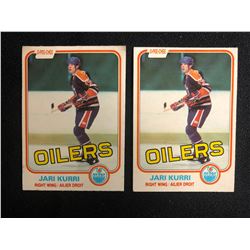 O-PEE-CHEE
OILERS
JARI KURRI
RIGHT WING / AILIER DROIT
O-PEE-CHEE
OILERS
JARI KURRI
RIGHT WING / AILIER DROIT